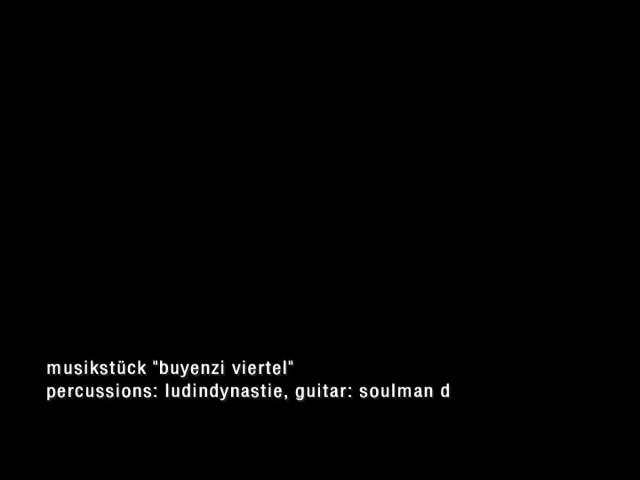 musikstück "buyenzi viertel"
percussions: ludindynastie, guitar: soulman d